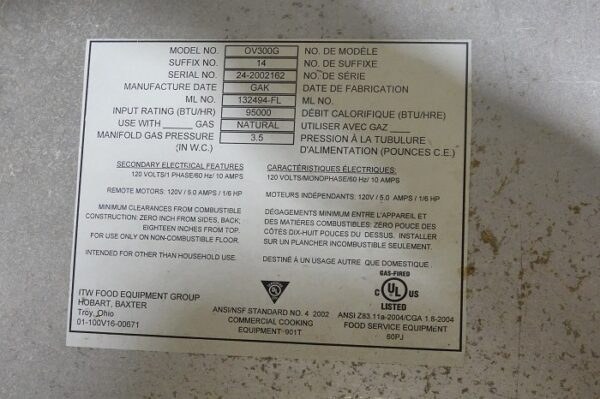 MODEL NO. OV300G NO. DE MODÈLE
SUFFIX NO. 14 NO. DE SUFFIXE
SERIAL NO. 24-2002162 NO. DE SÉRIE
MANUFACTURE DATE GAK DATE DE FABRICATION
ML NO. 132494-FL ML NO.
INPUT RATING (BTU/HR) 95000 DÉBIT CALORIFIQUE (BTU/HRE)
USE WITH ______ GAS NATURAL UTILISER AVEC GAZ ____
MANIFOLD GAS PRESSURE 3.5 PRESSION À LA TUBULURE
(IN W.C.) D'ALIMENTATION (POUNCES C.E.)
SECONDARY ELECTRICAL FEATURES CARACTÉRISTIQUES ÉLECTRIQUES:
120 VOLTS/1 PHASE/60 HZ/ 10 AMPS 120 VOLTS/MONOPHASE/60 Hz/ 10 AMPS
REMOTE MOTORS: 120V / 5.0 AMPS / 1/6 HP MOTEURS INDÉPENDANTS: 120V / 5.0 AMPS / 1/6 HP
MINIMUM CLEARANCES FROM COMBUSTIBLE
CONSTRUCTION: ZERO INCH FROM SIDES, BACK;
EIGHTEEN INCHES FROM TOP.
FOR USE ONLY ON NON-COMBUSTIBLE FLOOR.
DÉGAGEMENTS MINIMUM ENTRE L'APPAREIL ET
DES MATIÈRES COMBUSTIBLES: ZERO POUCE DES
CÔTÉS DIX-HUIT POUCES DU DESSUS. INSTALLER
SUR UN PLANCHER INCOMBUSTIBLE SEULEMENT.
INTENDED FOR OTHER THAN HOUSEHOLD USE. DESTINÉ À UN USAGE AUTRE QUE DOMESTIQUE.
ITW FOOD EQUIPMENT GROUP
HOBART, BAXTER
Troy, Ohio
01-100V16-00671
UL
ANSI/NSF STANDARD NO. 4 2002
COMMERCIAL COOKING
EQUIPMENT 901T
GAS-FIRED
C UL US
LISTED
ANSI Z83.11a-2004/CGA 1.8-2004
FOOD SERVICE EQUIPMENT
60PJ